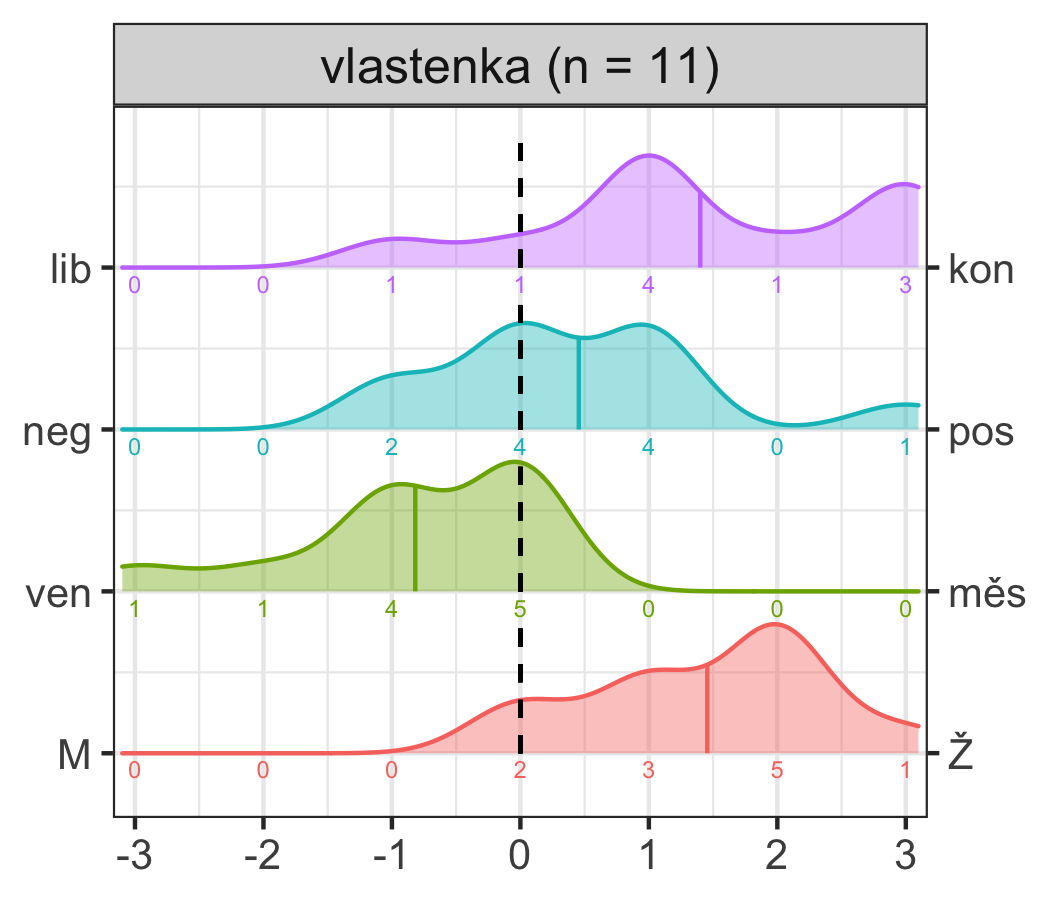 vlastenka (n = 11)
lib kon
0 0 1 1 4 1 3
neg pos
0 0 2 4 4 0 1
ven měs
1 1 4 5 0 0 0
M Ž
0 0 0 2 3 5 1
-3 -2 -1 0 1 2 3